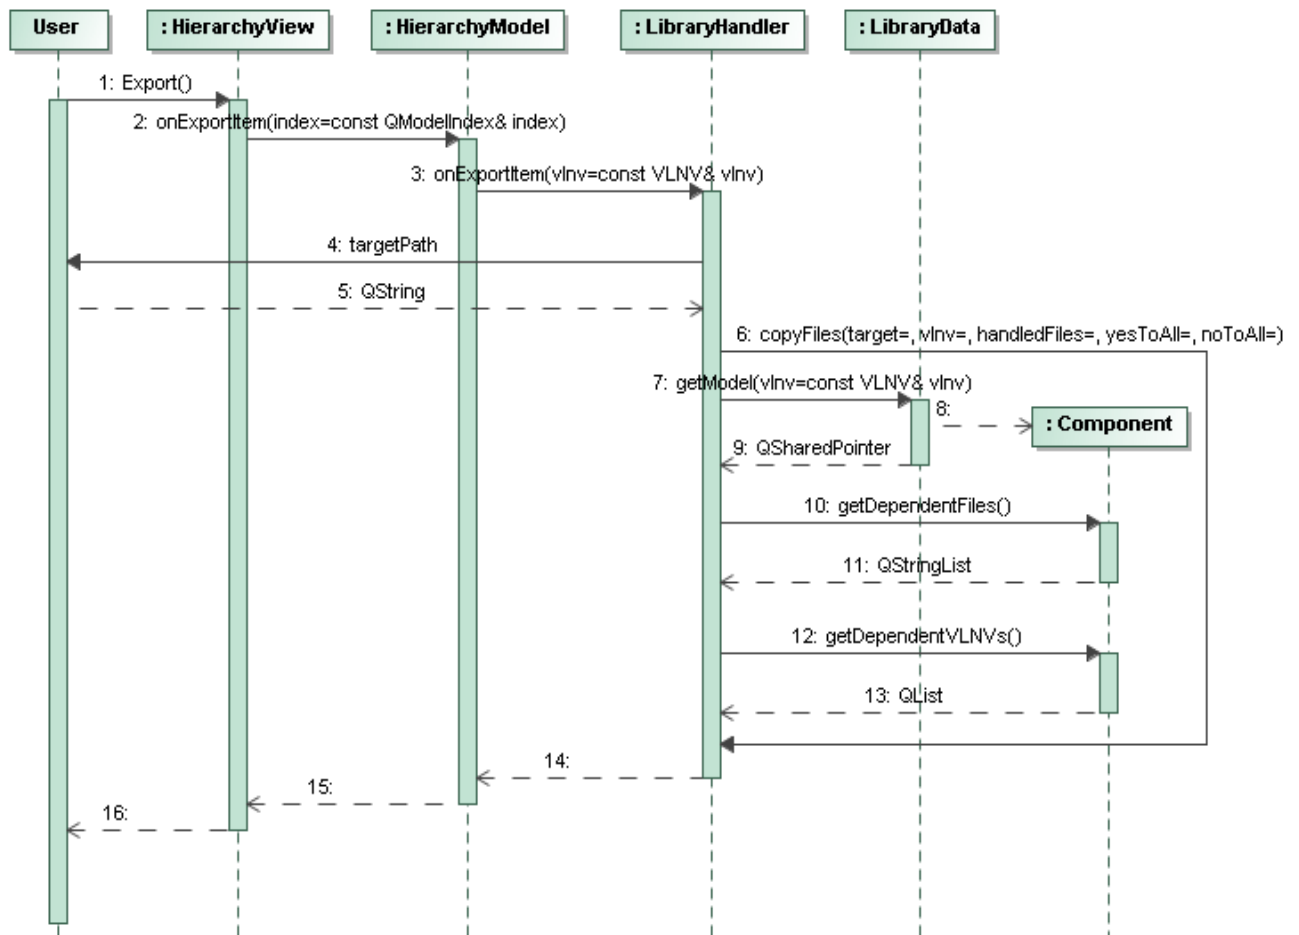 User
: HierarchyView
: HierarchyModel
: LibraryHandler
: LibraryData
1: Export()
2: onExportItem(index=const QModelIndex& index)
3: onExportItem(vlnv=const VLNV& vlnv)
4: targetPath
5: QString
6: copyFiles(target=, vlnv=, handledFiles=, yesToAll=, noToAll=)
7: getModel(vlnv=const VLNV& vlnv)
8:
: Component
9: QSharedPointer
10: getDependentFiles()
11: QStringList
12: getDependentVLNVs()
13: QList
14:
15:
16: